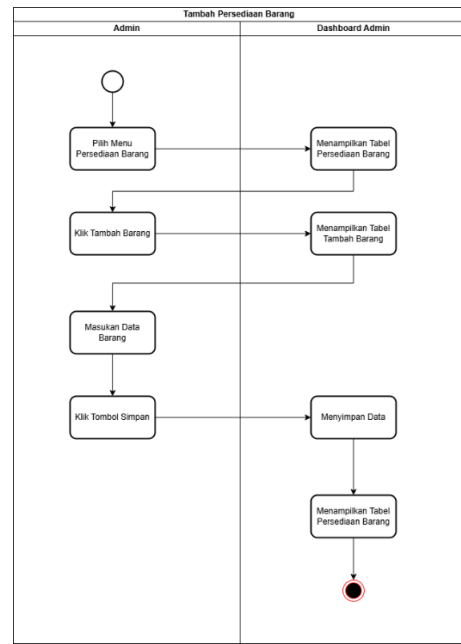 Tambah Persediaan Barang
Admin
Dashboard Admin
Pilih Menu
Persediaan Barang
Menampilkan Tabel
Persediaan Barang
Klik Tambah Barang
Menampilkan Tabel
Tambah Barang
Masukan Data
Barang
Klik Tombol Simpan
Menyimpan Data
Menampilkan Tabel
Persediaan Barang